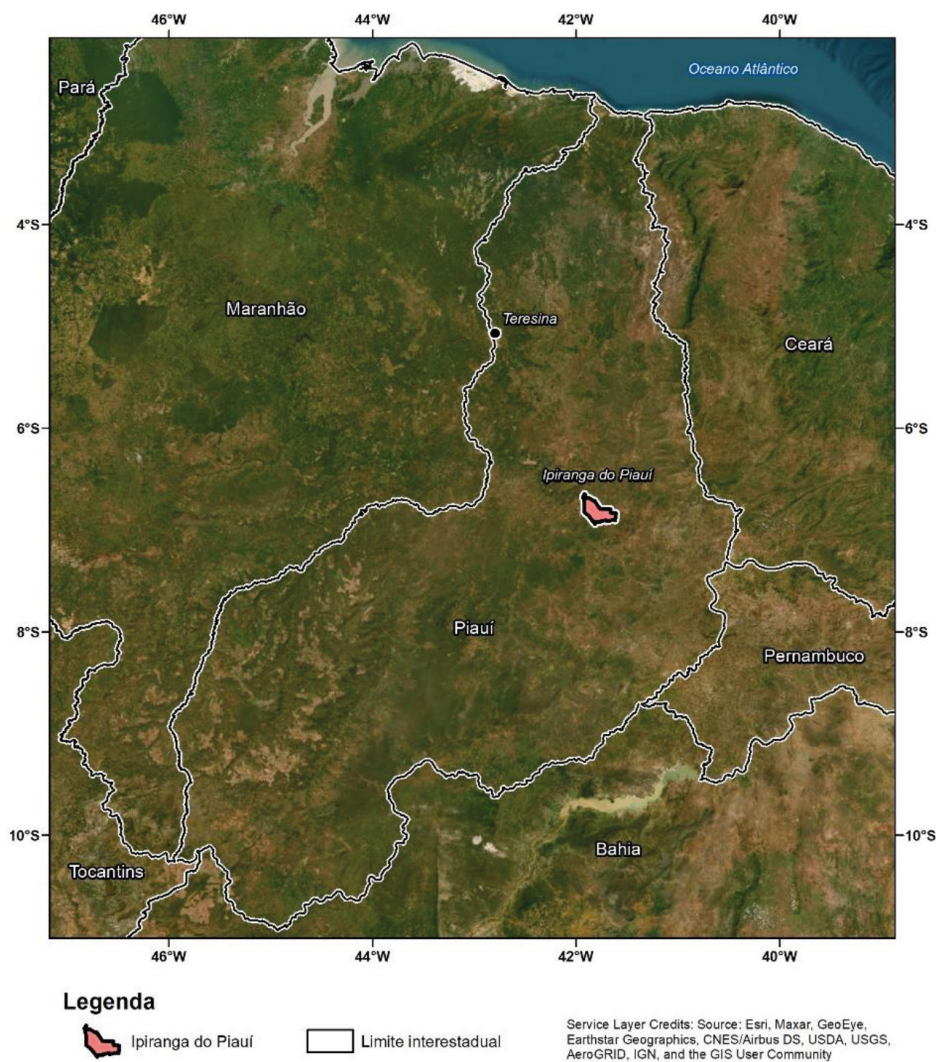 46°W 44°W 42°W 40°W
Oceano Atlântico
Pará
4°S 4°S
Maranhão
Teresina
Ceará
6°S 6°S
Ipiranga do Piauí
8°S Piauí 8°S
Pernambuco
10°S 10°S
Bahia
Tocantins
46°W 44°W 42°W 40°W
Legenda
Ipiranga do Piauí
Limite interestadual
Service Layer Credits: Source: Esri, Maxar, GeoEye,
Earthstar Geographics, CNES/Airbus DS, USDA, USGS,
AeroGRID, IGN, and the GIS User Community